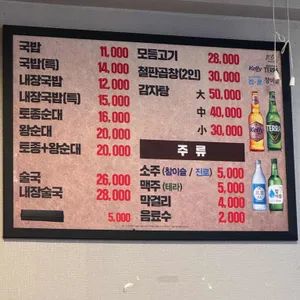 국밥 11,000
국밥(특) 14,000
내장국밥 12,000
내장국밥(특) 15,000
토종순대 16,000
왕순대 20,000
토종+왕순대 20,000
술국 26,000
내장술국 28,000
5,000
모듬고기 28,000
철판곱창(2인) 30,000
감자탕 大 50,000
中 40,000
小 30,000
주 류
소주 (참이슬 / 진로) 5,000
맥주 (테라) 5,000
막걸리 4,000
음료수 2,000
Kelly
TERRA